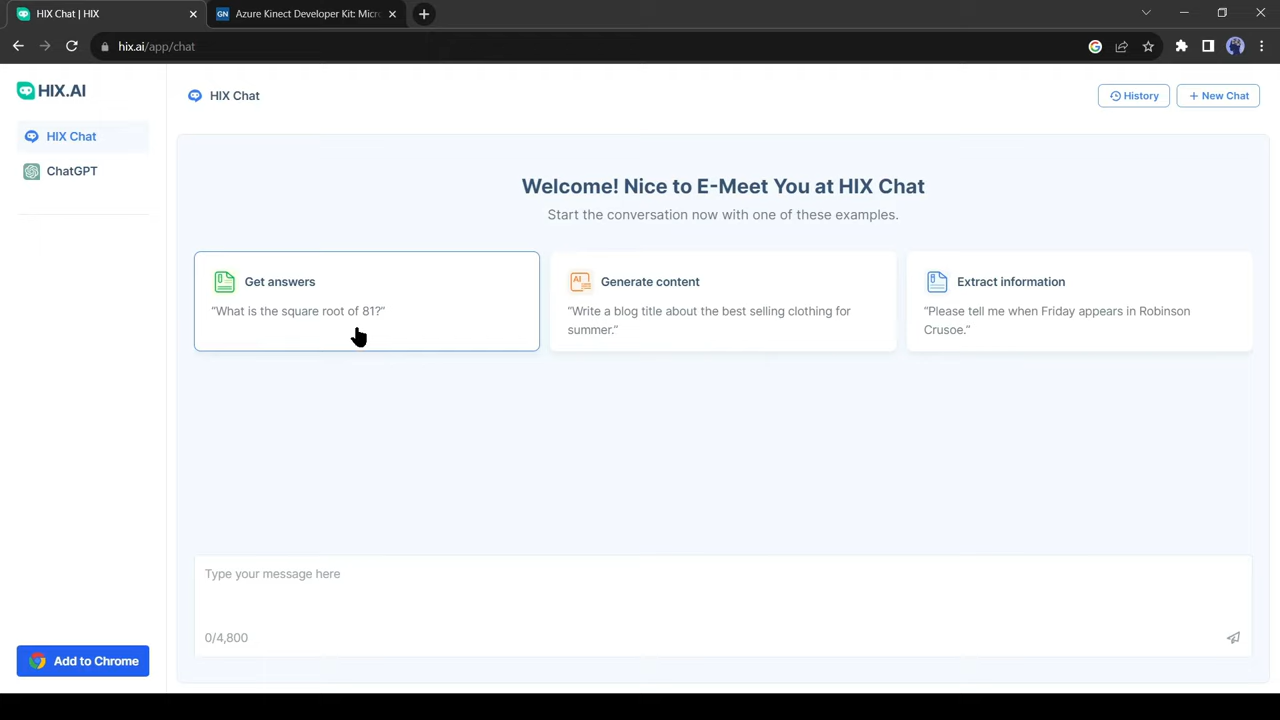 HIX Chat | HIX
GN Azure Kinect Developer Kit: Micro
hix.ai/app/chat
HIX.AI
HIX Chat
History
+ New Chat
HIX Chat
ChatGPT
Welcome! Nice to E-Meet You at HIX Chat
Start the conversation now with one of these examples.
Get answers
"What is the square root of 81?"
Generate content
"Write a blog title about the best selling clothing for
summer."
Extract information
"Please tell me when Friday appears in Robinson
Crusoe."
Type your message here
0/4,800
Add to Chrome